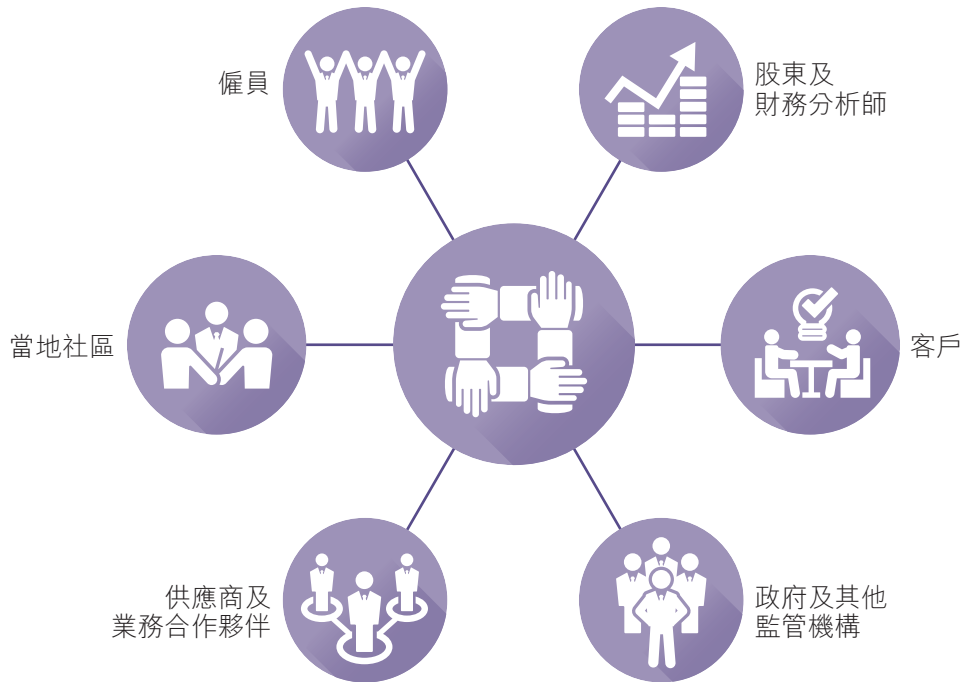 僱員
股東及
財務分析師
當地社區
客戶
供應商及
業務合作夥伴
政府及其他
監管機構